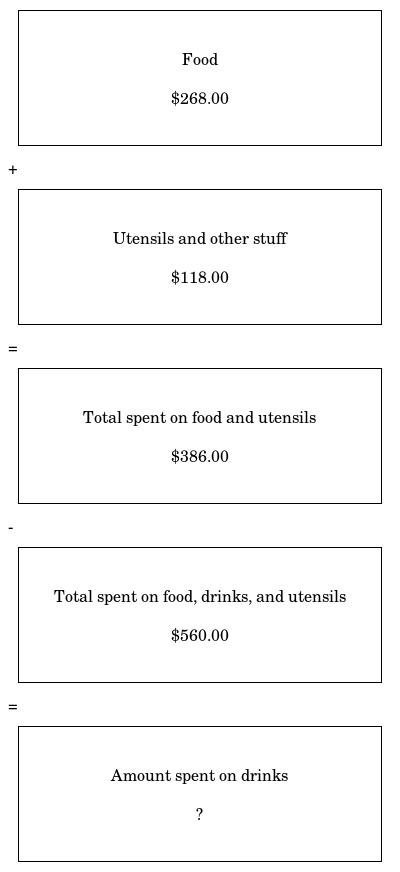 Food
$268.00
+
Utensils and other stuff
$118.00
=
Total spent on food and utensils
$386.00
-
Total spent on food, drinks, and utensils
$560.00
=
Amount spent on drinks
?